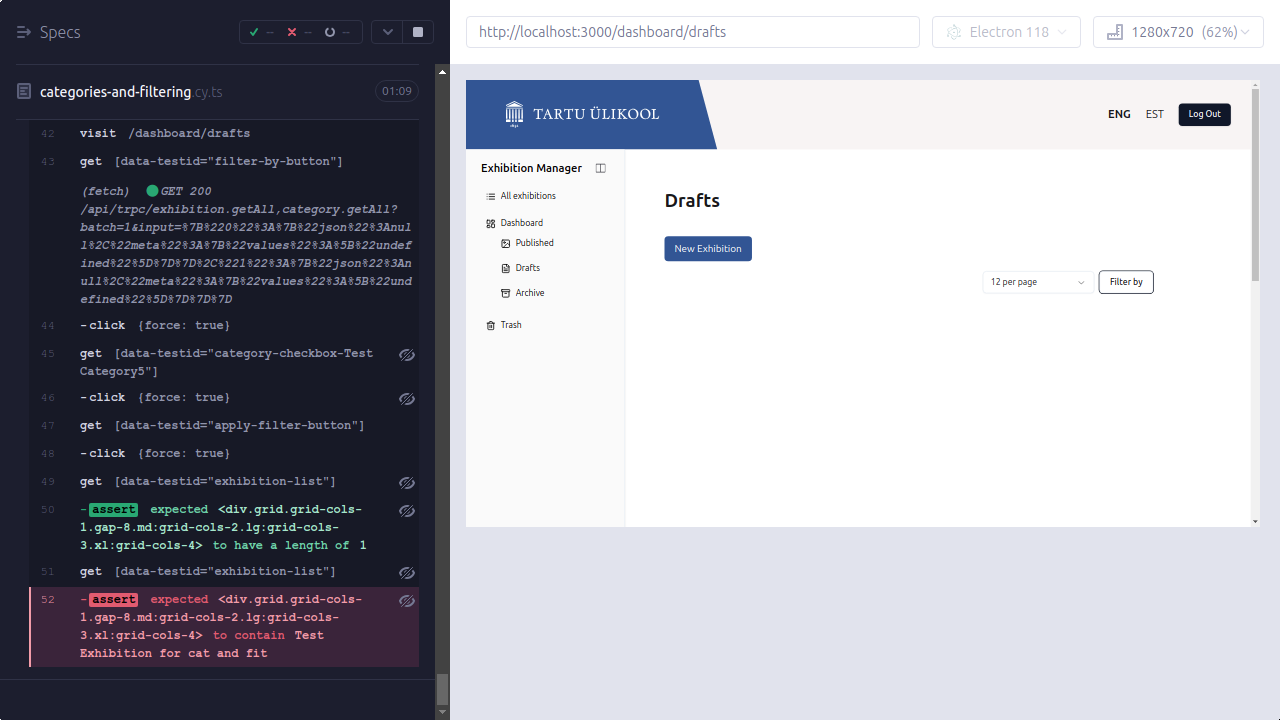 Specs
--
--
--
http://localhost:3000/dashboard/drafts
Electron 118
1280x720 (62%)
categories-and-filtering.cy.ts
01:09
42 visit /dashboard/drafts
43 get [data-testid="filter-by-button"]
(fetch) GET 200
/api/trpc/exhibition.getAll,category.getAll?
batch=1&input=%7B%220%22%3A%7B%22json%22%3Anul
l%2C%22meta%22%3A%7B%22values%22%3A%5B%22undef
ined%22%5D%7D%7D%2C%221%22%3A%7B%22json%22%3An
ull%2C%22meta%22%3A%7B%22values%22%3A%5B%22und
efined%22%5D%7D%7D%7D
44 -click {force: true}
45 get [data-testid="category-checkbox-Test
Category5"]
46 -click {force: true}
47 get [data-testid="apply-filter-button"]
48 -click {force: true}
49 get [data-testid="exhibition-list"]
50 -assert expected <div.grid.grid-cols-
1.gap-8.md:grid-cols-2.lg:grid-cols-
3.xl:grid-cols-4> to have a length of 1
51 get [data-testid="exhibition-list"]
52 -assert expected <div.grid.grid-cols-
1.gap-8.md:grid-cols-2.lg:grid-cols-
3.xl:grid-cols-4> to contain Test
Exhibition for cat and fit
TARTU ÜLIKOOL
1632
ENG
EST
Log Out
Exhibition Manager
All exhibitions
Dashboard
Published
Drafts
Archive
Trash
Drafts
New Exhibition
12 per page
Filter by